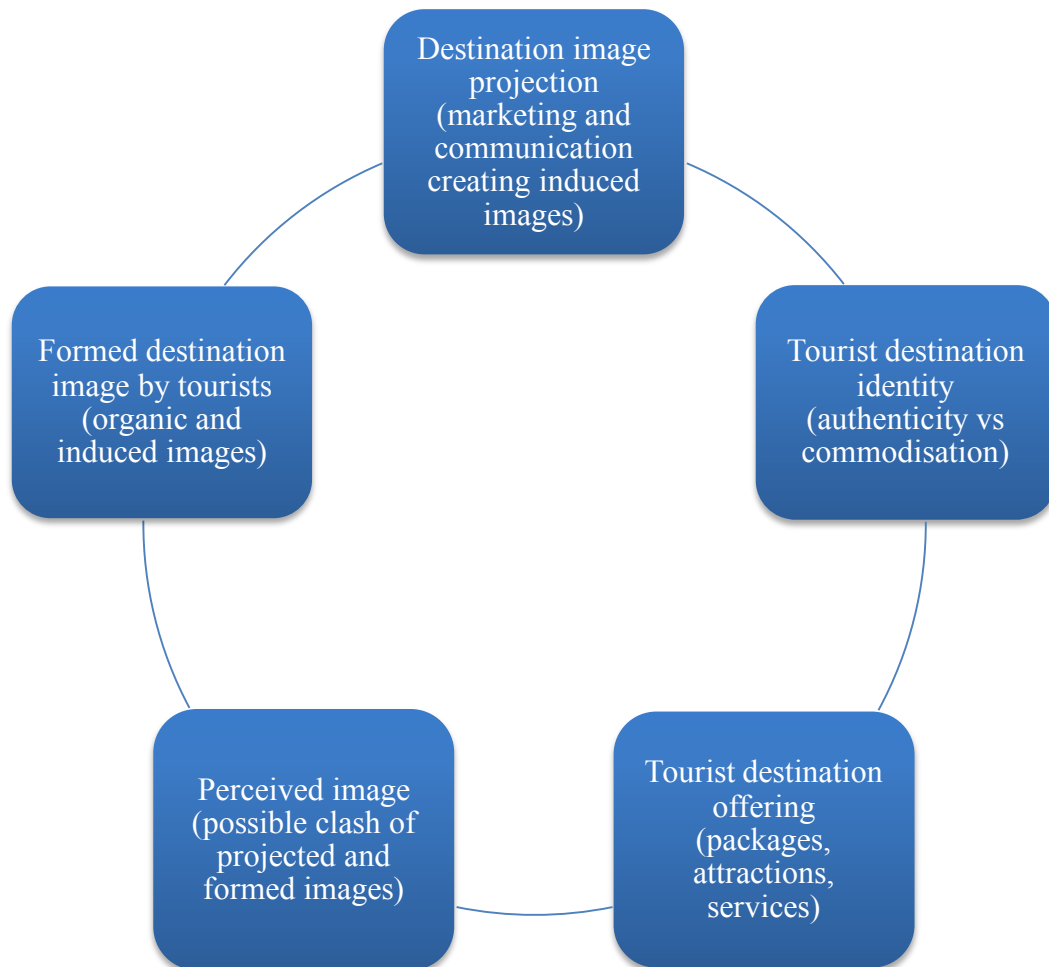 Destination image
projection
(marketing and
communication
creating induced
images)
Tourist destination
identity
(authenticity vs
commodisation)
Tourist destination
offering
(packages,
attractions,
services)
Perceived image
(possible clash of
projected and
formed images)
Formed destination
image by tourists
(organic and
induced images)